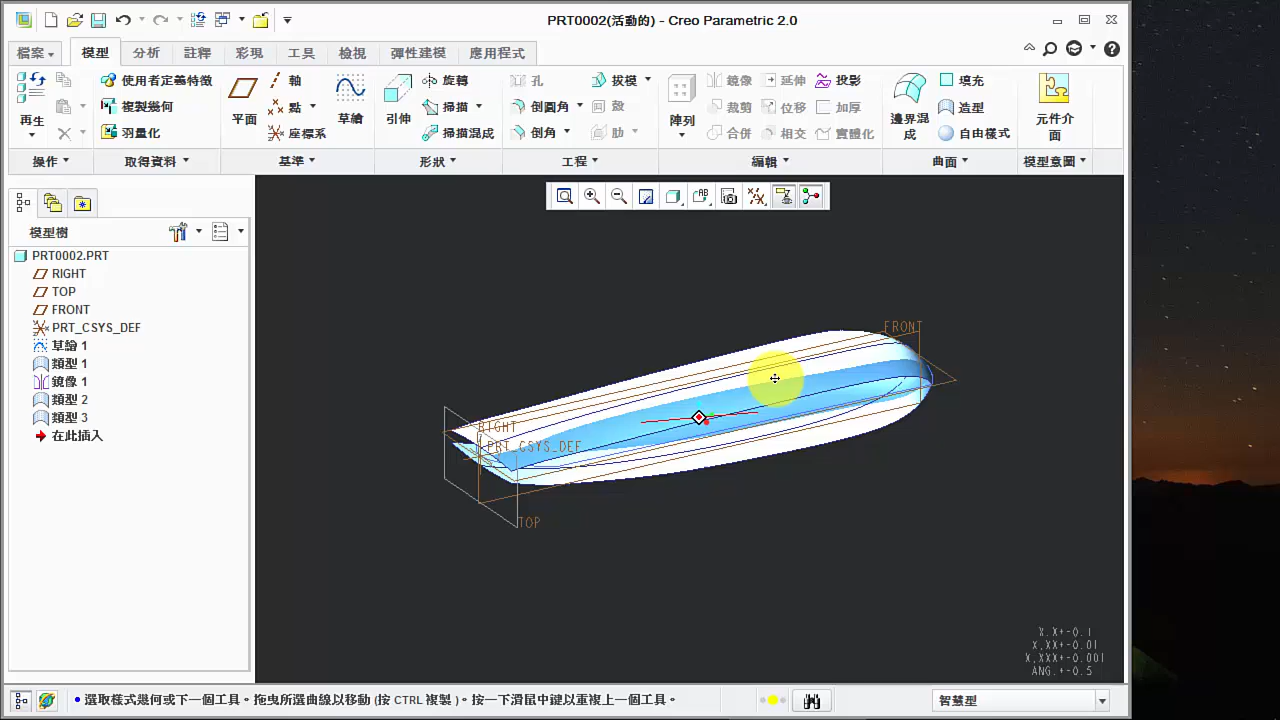 PRT0002(活動的) - Creo Parametric 2.0
檔案 模型 分析 註釋 彩現 工具 檢視 彈性建模 應用程式
再生
操作
使用者定義特徵
複製幾何
羽量化
取得資料
平面
軸
點
座標系
草繪
基準
引伸
旋轉
掃描
掃描混成
形狀
孔
倒圓角
倒角
拔模
殼
肋
工程
陣列
鏡像
裁剪
合併
延伸
位移
相交
投影
加厚
實體化
編輯
邊界混成
填充
造型
自由樣式
曲面
元件介面
模型意圖
模型樹
PRT0002.PRT
RIGHT
TOP
FRONT
PRT_CSYS_DEF
草繪 1
類型 1
鏡像 1
類型 2
類型 3
在此插入
FRONT
RIGHT
PRT_CSYS_DEF
TOP
X.X+-0.1
X.XX+-0.01
X.XXX+-0.001
ANG.+-0.5
選取樣式幾何或下一個工具。拖曳所選曲線以移動 (按 CTRL 複製 )。按一下滑鼠中鍵以重複上一個工具。
智慧型